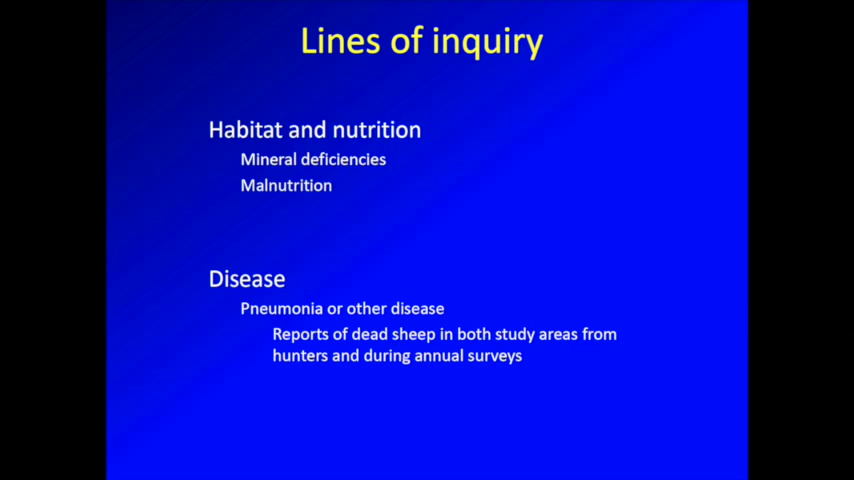 Lines of inquiry
Habitat and nutrition
Mineral deficiencies
Malnutrition
Disease
Pneumonia or other disease
Reports of dead sheep in both study areas from
hunters and during annual surveys